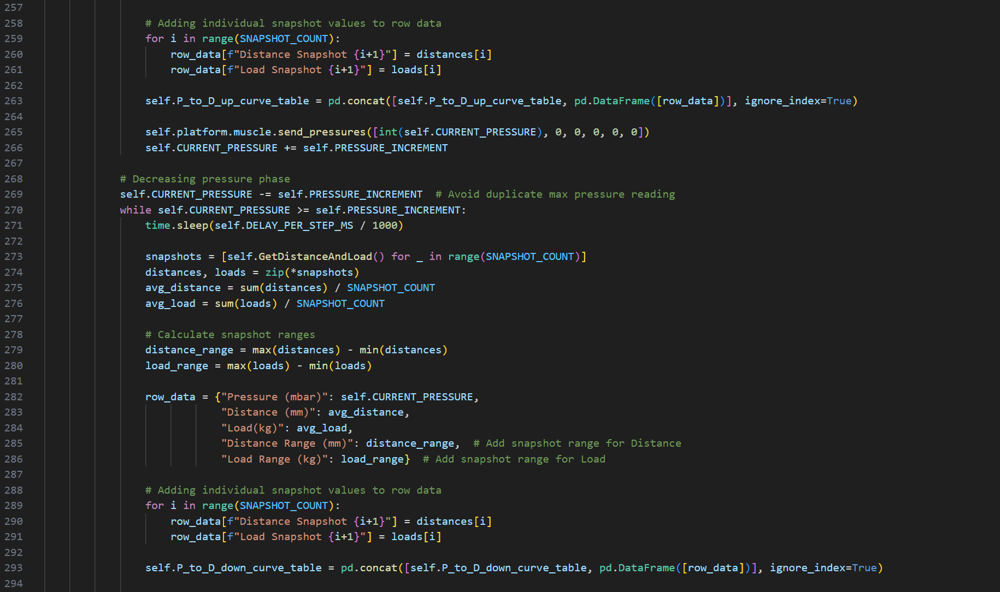 257
258 # Adding individual snapshot values to row data
259 for i in range(SNAPSHOT_COUNT):
260 row_data[f"Distance Snapshot {i+1}"] = distances[i]
261 row_data[f"Load Snapshot {i+1}"] = loads[i]
262
263 self.P_to_D_up_curve_table = pd.concat([self.P_to_D_up_curve_table, pd.DataFrame([row_data])], ignore_index=True)
264
265 self.platform.muscle.send_pressures([int(self.CURRENT_PRESSURE), 0, 0, 0, 0, 0])
266 self.CURRENT_PRESSURE += self.PRESSURE_INCREMENT
267
268 # Decreasing pressure phase
269 self.CURRENT_PRESSURE -= self.PRESSURE_INCREMENT # Avoid duplicate max pressure reading
270 while self.CURRENT_PRESSURE >= self.PRESSURE_INCREMENT:
271 time.sleep(self.DELAY_PER_STEP_MS / 1000)
272
273 snapshots = [self.GetDistanceAndLoad() for _ in range(SNAPSHOT_COUNT)]
274 distances, loads = zip(*snapshots)
275 avg_distance = sum(distances) / SNAPSHOT_COUNT
276 avg_load = sum(loads) / SNAPSHOT_COUNT
277
278 # Calculate snapshot ranges
279 distance_range = max(distances) - min(distances)
280 load_range = max(loads) - min(loads)
281
282 row_data = {"Pressure (mbar)": self.CURRENT_PRESSURE,
283 "Distance (mm)": avg_distance,
284 "Load(kg)": avg_load,
285 "Distance Range (mm)": distance_range, # Add snapshot range for Distance
286 "Load Range (kg)": load_range} # Add snapshot range for Load
287
288 # Adding individual snapshot values to row data
289 for i in range(SNAPSHOT_COUNT):
290 row_data[f"Distance Snapshot {i+1}"] = distances[i]
291 row_data[f"Load Snapshot {i+1}"] = loads[i]
292
293 self.P_to_D_down_curve_table = pd.concat([self.P_to_D_down_curve_table, pd.DataFrame([row_data])], ignore_index=True)
294